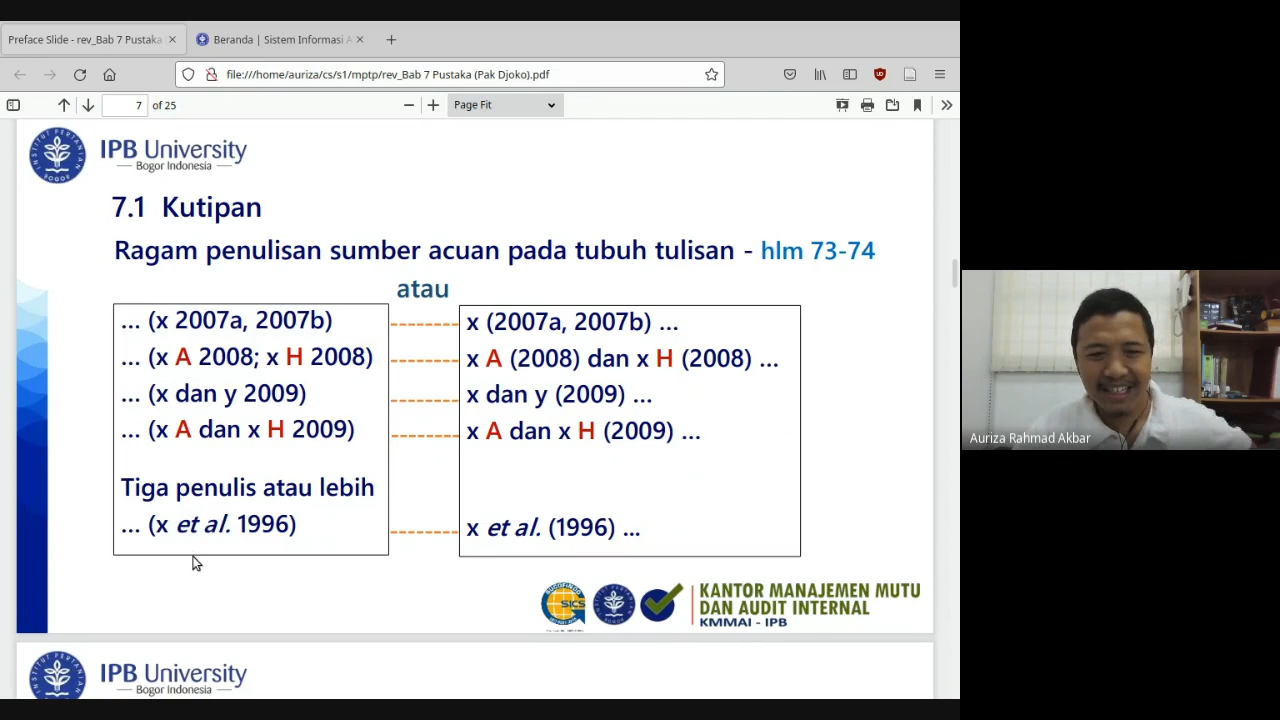 Preface Slide - rev_Bab 7 Pustaka
Beranda | Sistem Informasi A
file:///home/auriza/cs/s1/mptp/rev_Bab 7 Pustaka (Pak Djoko).pdf
7 of 25
Page Fit
IPB University
Bogor Indonesia
7.1 Kutipan
Ragam penulisan sumber acuan pada tubuh tulisan - hlm 73-74
atau
... (x 2007a, 2007b) -------- x (2007a, 2007b) ...
... (x A 2008; x H 2008) -------- x A (2008) dan x H (2008) ...
... (x dan y 2009) -------- x dan y (2009) ...
... (x A dan x H 2009) -------- x A dan x H (2009) ...
Tiga penulis atau lebih
... (x et al. 1996) -------- x et al. (1996) ...
Auriza Rahmad Akbar
SICS
KANTOR MANAJEMEN MUTU
DAN AUDIT INTERNAL
KMMAI - IPB
IPB University
Bogor Indonesia